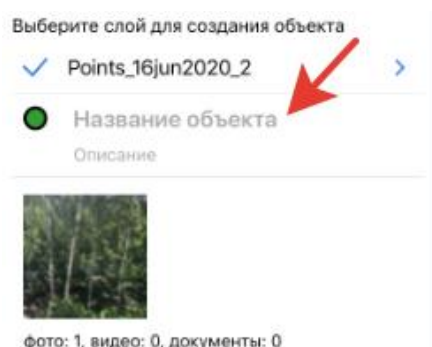 Выберите слой для создания объекта
Points_16jun2020_2
Название объекта
Описание
фото: 1, видео: 0, документы: 0